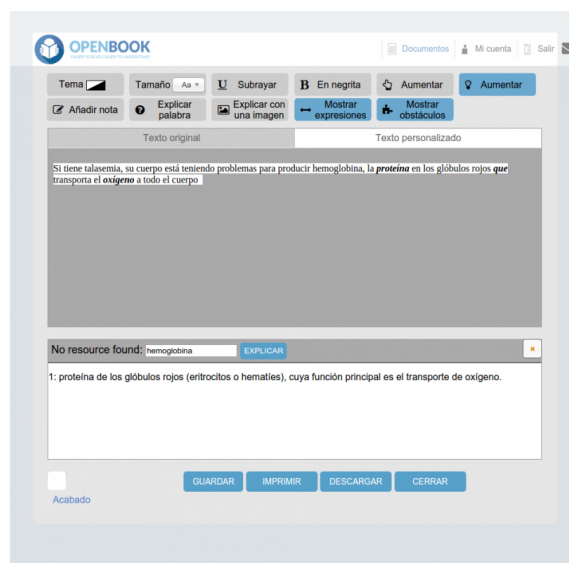 OPENBOOK
Documentos Mi cuenta Salir
Tema Tamaño Aa U Subrayar B En negrita Aumentar Aumentar
Añadir nota Explicar palabra Explicar con una imagen Mostrar expresiones Mostrar obstáculos
Texto original Texto personalizado
Si tiene talasemia, su cuerpo está teniendo problemas para producir hemoglobina, la proteína en los glóbulos rojos que
transporta el oxígeno a todo el cuerpo
No resource found: hemoglobina EXPLICAR ×
1: proteína de los glóbulos rojos (eritrocitos o hematíes), cuya función principal es el transporte de oxígeno.
GUARDAR IMPRIMIR DESCARGAR CERRAR
Acabado